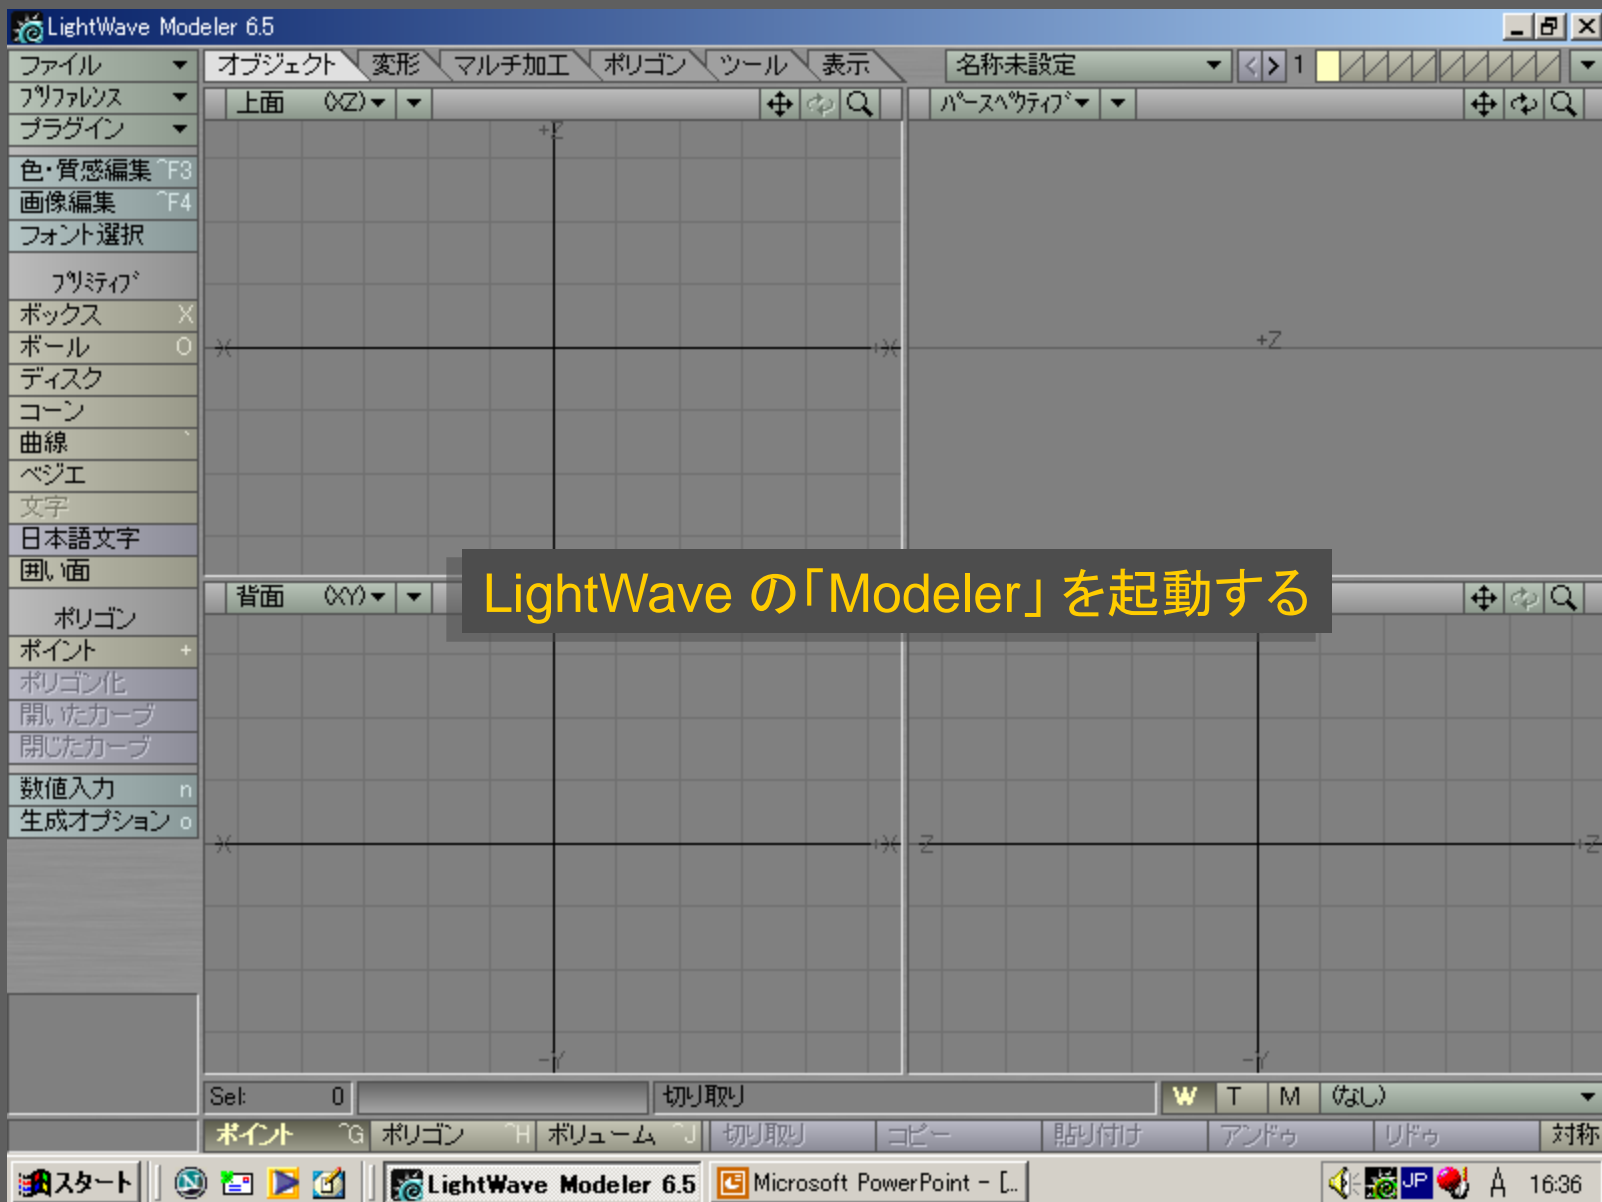 LightWave Modeler 6.5
ファイル
オブジェクト 変形 マルチ加工 ポリゴン ツール 表示
名称未設定 < > 1
プリファレンス
上面 (XZ)
パースペクティブ
プラグイン
+Z
色・質感編集 ^F3
画像編集 ^F4
フォント選択
プリミティブ
ボックス X
ボール O
-X
+X
+Z
ディスク
コーン
曲線 `
ベジエ
文字
日本語文字
囲い面
LightWave の「Modeler」を起動する
背面 (XY)
ポリゴン
ポイント +
ポリゴン化
開いたカーブ
閉じたカーブ
数値入力 n
生成オプション o
-X
+X
-Z
+Z
-Y
-Y
Sel: 0
切り取り
W T M (なし)
ポイント ^G ポリゴン ^H ボリューム ^J 切り取り コピー 貼り付け アンドゥ リドゥ 対称
スタート
LightWave Modeler 6.5
Microsoft PowerPoint - [...
JP A 16:36